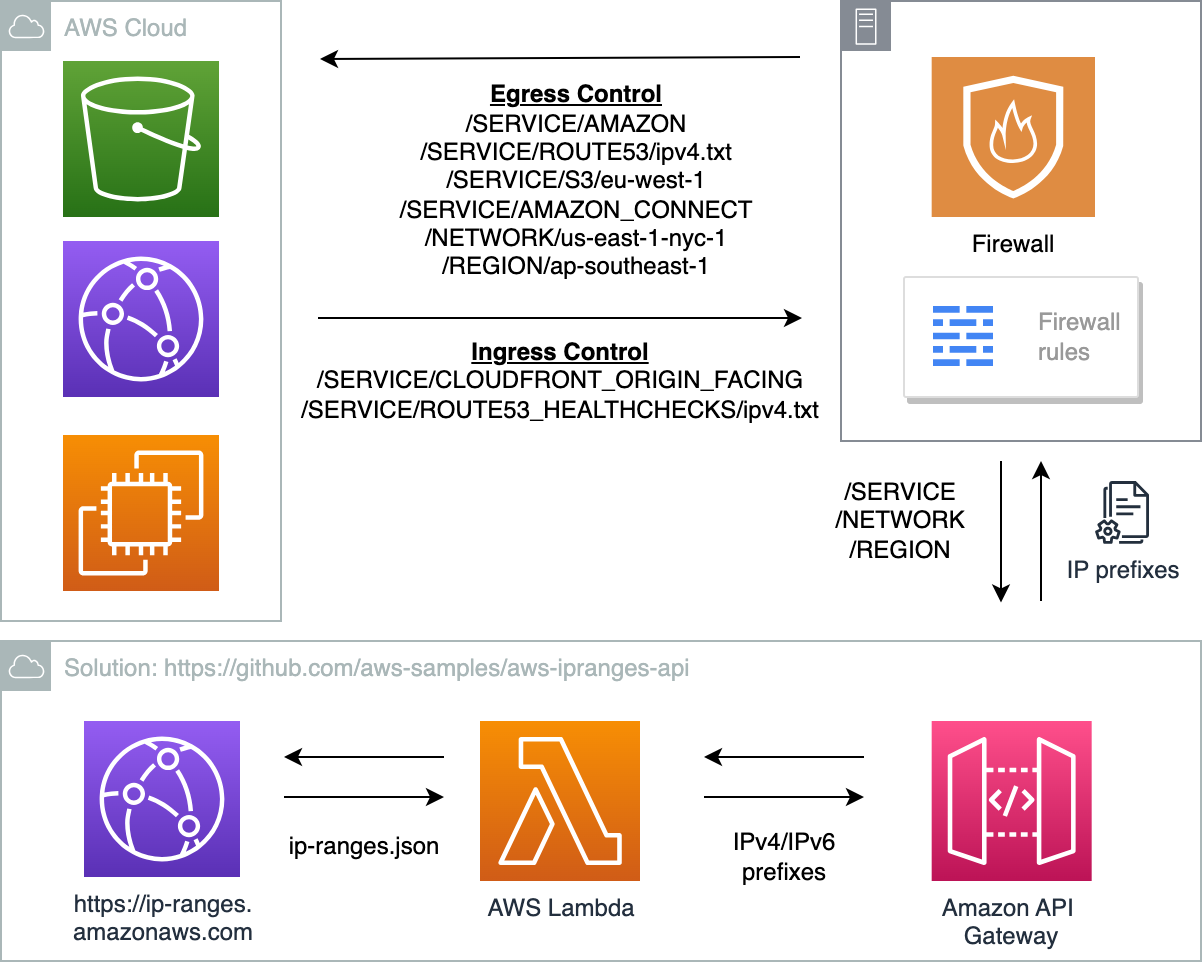 AWS Cloud
Egress Control
/SERVICE/AMAZON
/SERVICE/ROUTE53/ipv4.txt
/SERVICE/S3/eu-west-1
/SERVICE/AMAZON_CONNECT
/NETWORK/us-east-1-nyc-1
/REGION/ap-southeast-1
Ingress Control
/SERVICE/CLOUDFRONT_ORIGIN_FACING
/SERVICE/ROUTE53_HEALTHCHECKS/ipv4.txt
Firewall
Firewall
rules
/SERVICE
/NETWORK
/REGION
IP prefixes
Solution: https://github.com/aws-samples/aws-ipranges-api
https://ip-ranges.
amazonaws.com
ip-ranges.json
AWS Lambda
IPv4/IPv6
prefixes
</>
Amazon API
Gateway